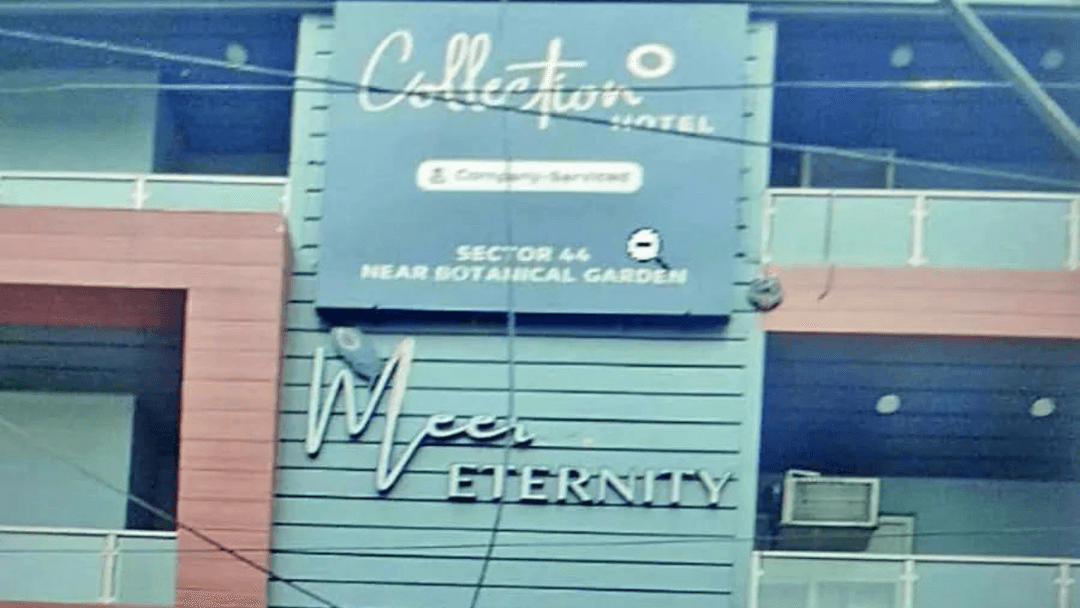 Collection O
HOTEL
Company-Serviced
SECTOR 44
NEAR BOTANICAL GARDEN
Meer
ETERNITY